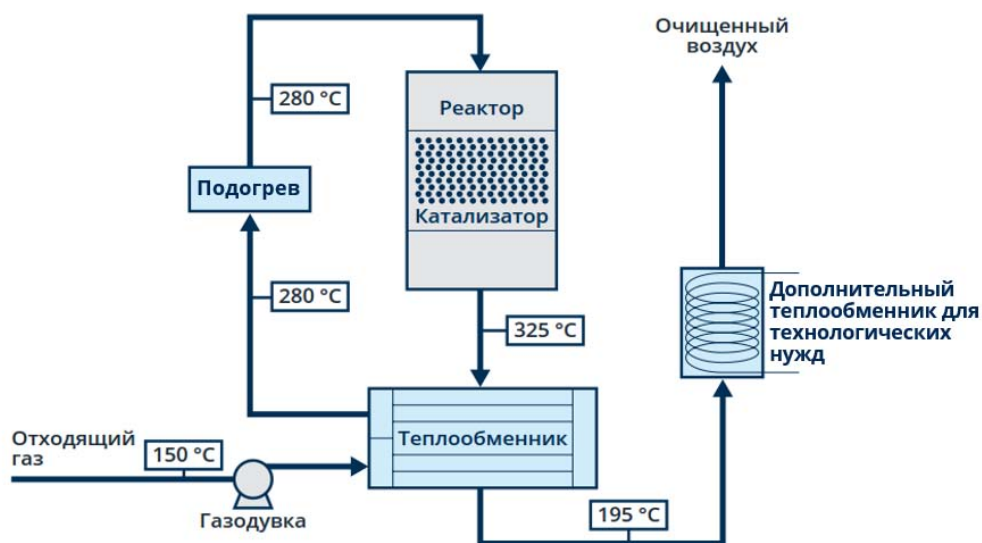 Очищенный
воздух
280 °C
Реактор
Подогрев
Катализатор
280 °C
Дополнительный
теплообменник для
технологических
нужд
325 °C
Отходящий
газ
150 °C
Теплообменник
Газодувка
195 °C